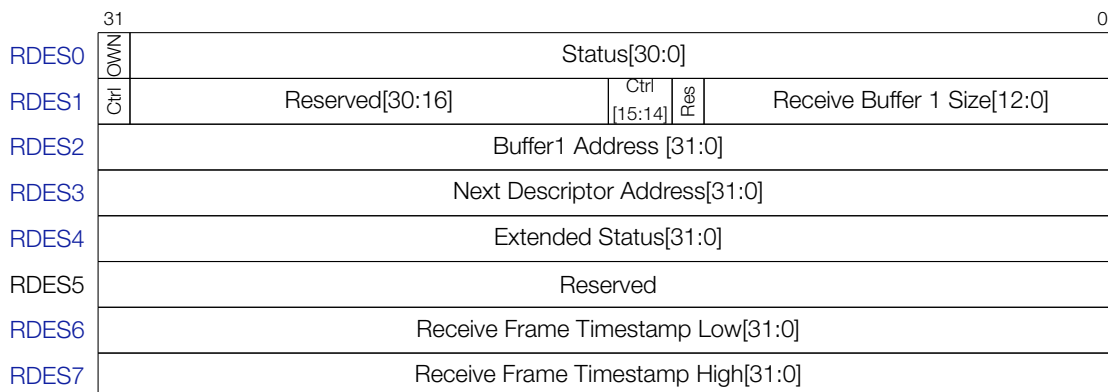 31 0
RDES0 OWN Status[30:0]
RDES1 Ctrl Reserved[30:16] Ctrl [15:14] Res Receive Buffer 1 Size[12:0]
RDES2 Buffer1 Address [31:0]
RDES3 Next Descriptor Address[31:0]
RDES4 Extended Status[31:0]
RDES5 Reserved
RDES6 Receive Frame Timestamp Low[31:0]
RDES7 Receive Frame Timestamp High[31:0]